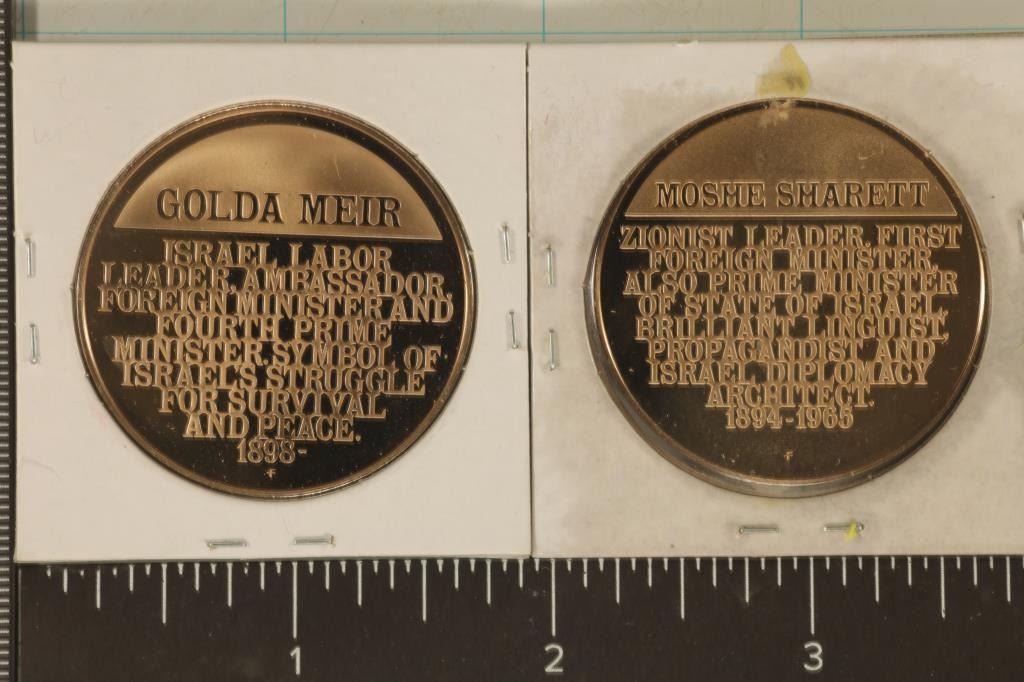 GOLDA MEIR
ISRAEL LABOR
LEADER, AMBASSADOR,
FOREIGN MINISTER AND
FOURTH PRIME
MINISTER. SYMBOL OF
ISRAEL'S STRUGGLE
FOR SURVIVAL
AND PEACE.
1898-
MOSHE SHARETT
ZIONIST LEADER, FIRST
FOREIGN MINISTER,
ALSO PRIME MINISTER
OF STATE OF ISRAEL,
BRILLIANT LINGUIST,
PROPAGANDIST AND
ISRAEL DIPLOMACY
ARCHITECT.
1894-1965
1
2
3